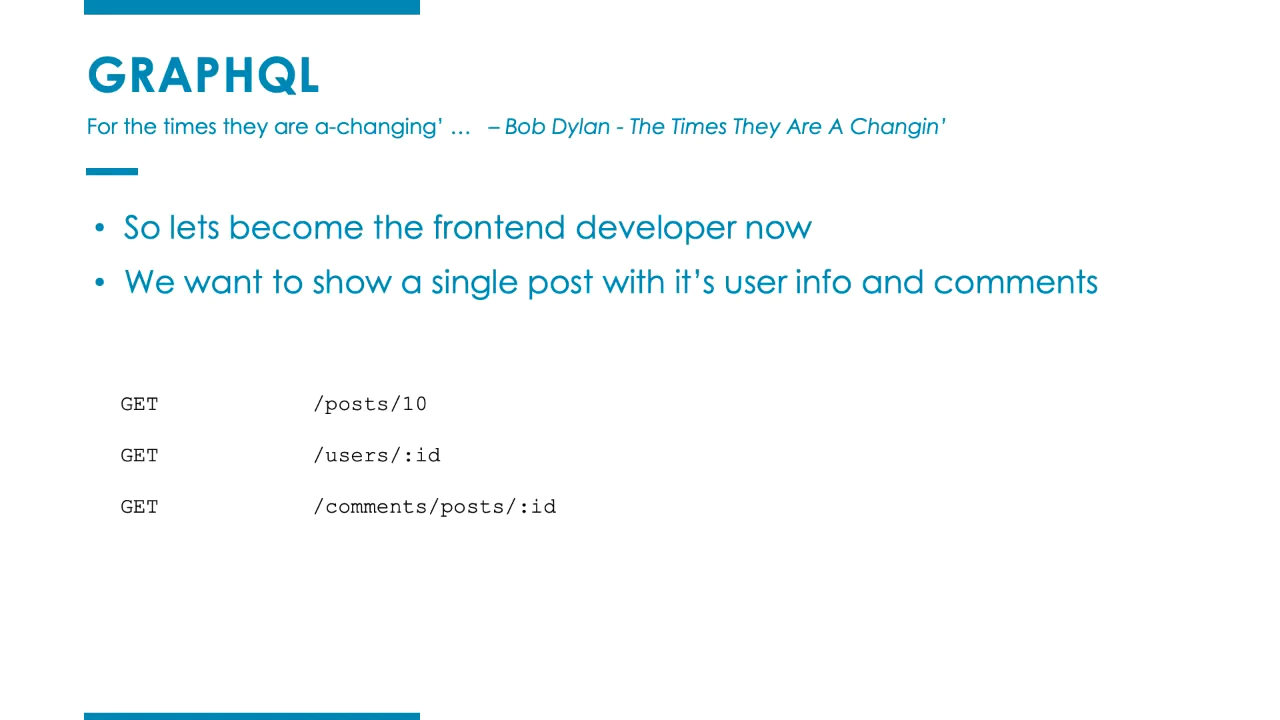 GRAPHQL
For the times they are a-changing’ … – Bob Dylan - The Times They Are A Changin’
• So lets become the frontend developer now
• We want to show a single post with it’s user info and comments
GET /posts/10
GET /users/:id
GET /comments/posts/:id